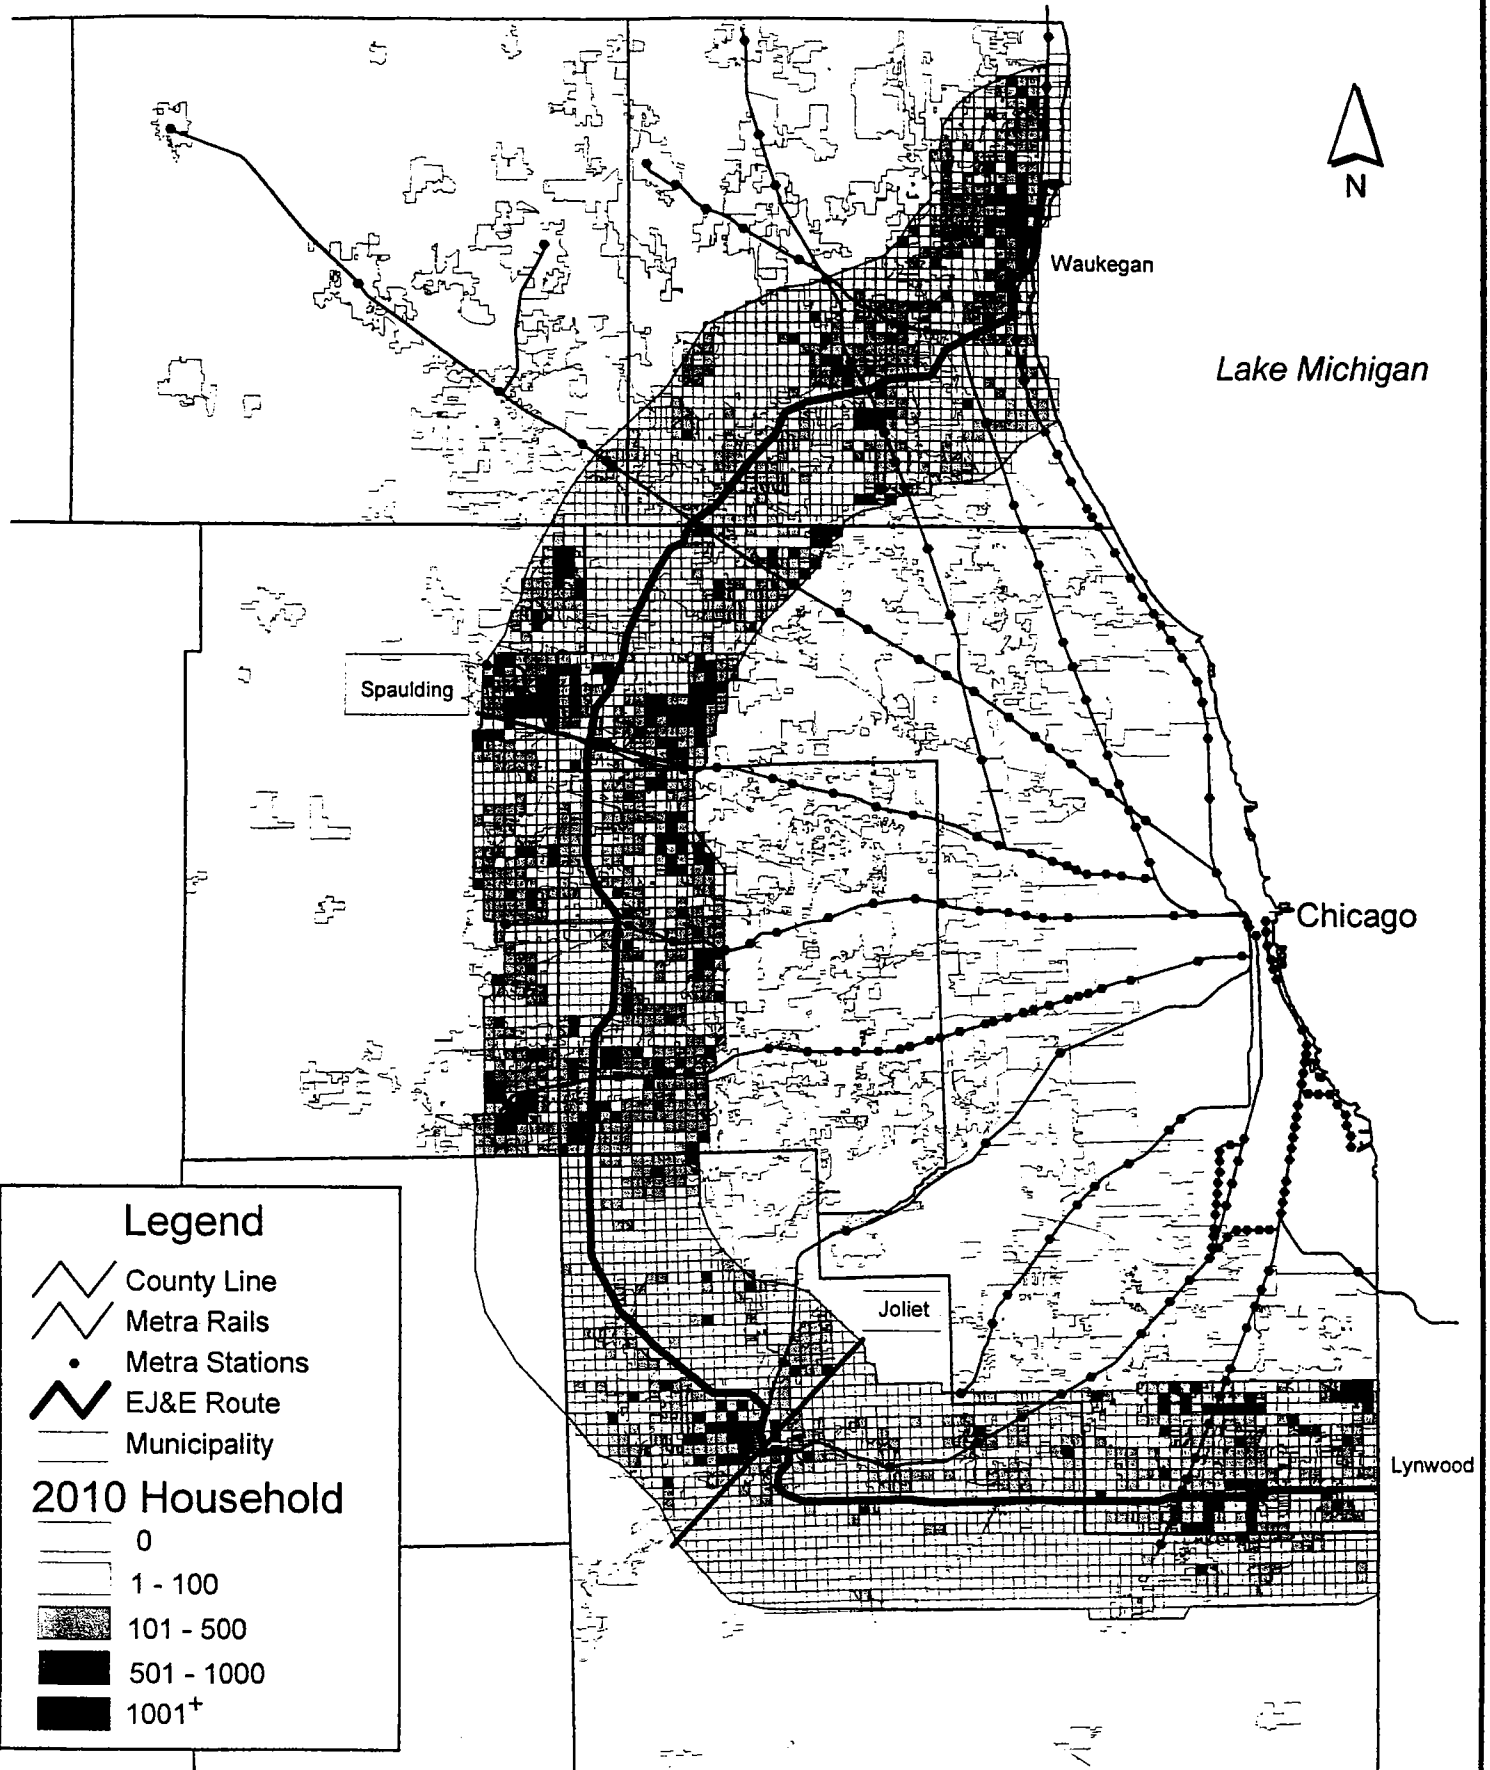 N
Waukegan
Lake Michigan
Spaulding
Chicago
Joliet
Lynwood
Legend
County Line
Metra Rails
Metra Stations
EJ&E Route
Municipality
2010 Household
0
1 - 100
101 - 500
501 - 1000
1001+